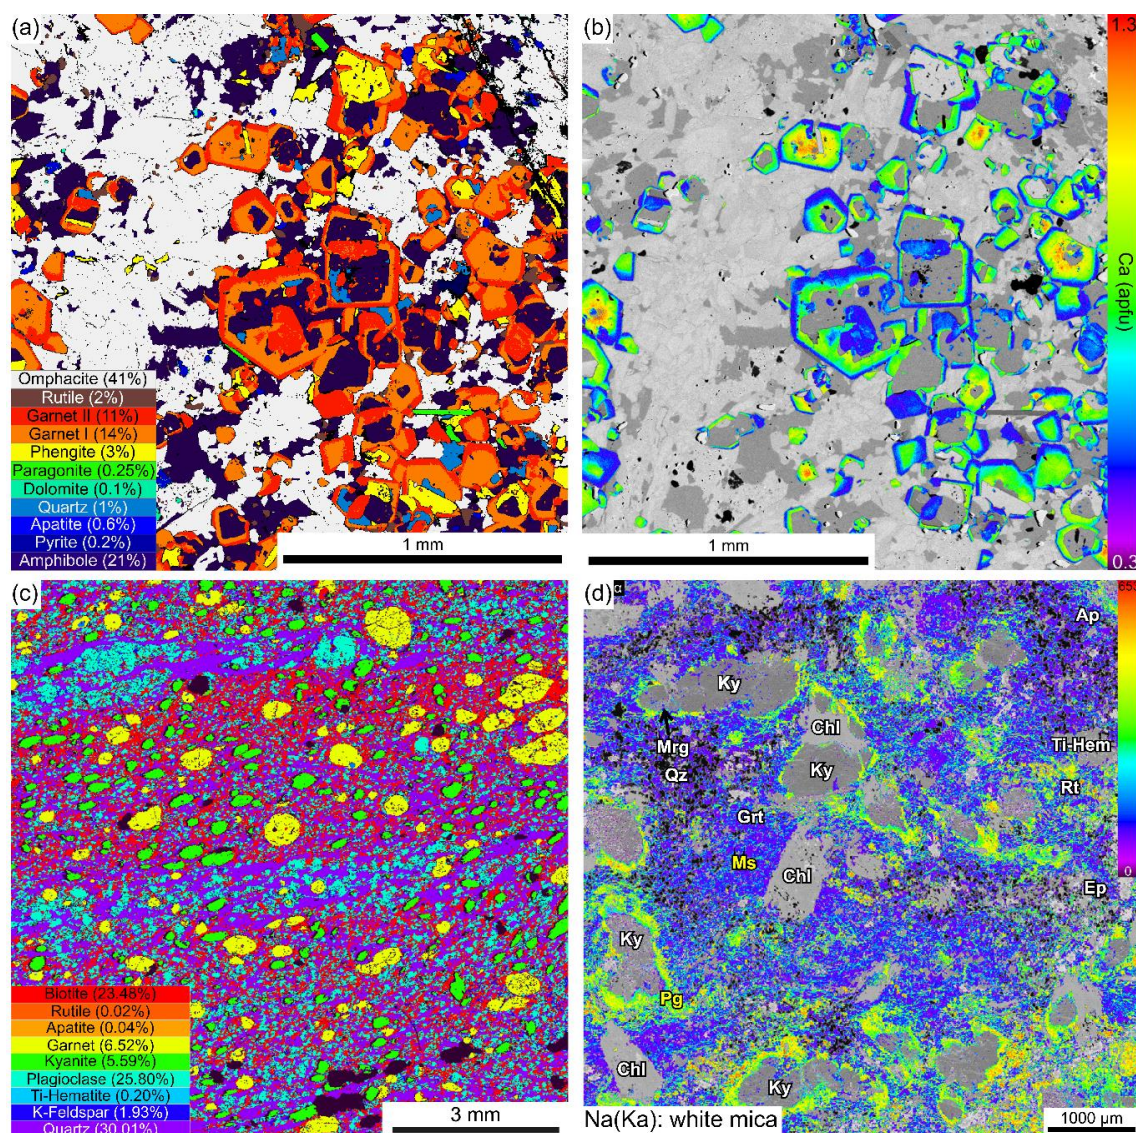 (a)
Omphacite (41%)
Rutile (2%)
Garnet II (11%)
Garnet I (14%)
Phengite (3%)
Paragonite (0.25%)
Dolomite (0.1%)
Quartz (1%)
Apatite (0.6%)
Pyrite (0.2%)
Amphibole (21%)
1 mm
(b)
1.3
Ca (apfu)
0.3
1 mm
(c)
Biotite (23.48%)
Rutile (0.02%)
Apatite (0.04%)
Garnet (6.52%)
Kyanite (5.59%)
Plagioclase (25.80%)
Ti-Hematite (0.20%)
K-Feldspar (1.93%)
Quartz (30.01%)
3 mm
(d)
α
Ap
Ky
Chl
Mrg
Ti-Hem
Qz
Ky
Rt
Grt
Ms
Chl
Ep
Ky
Pg
Chl
Ky
0
Na(Ka): white mica
1000 µm